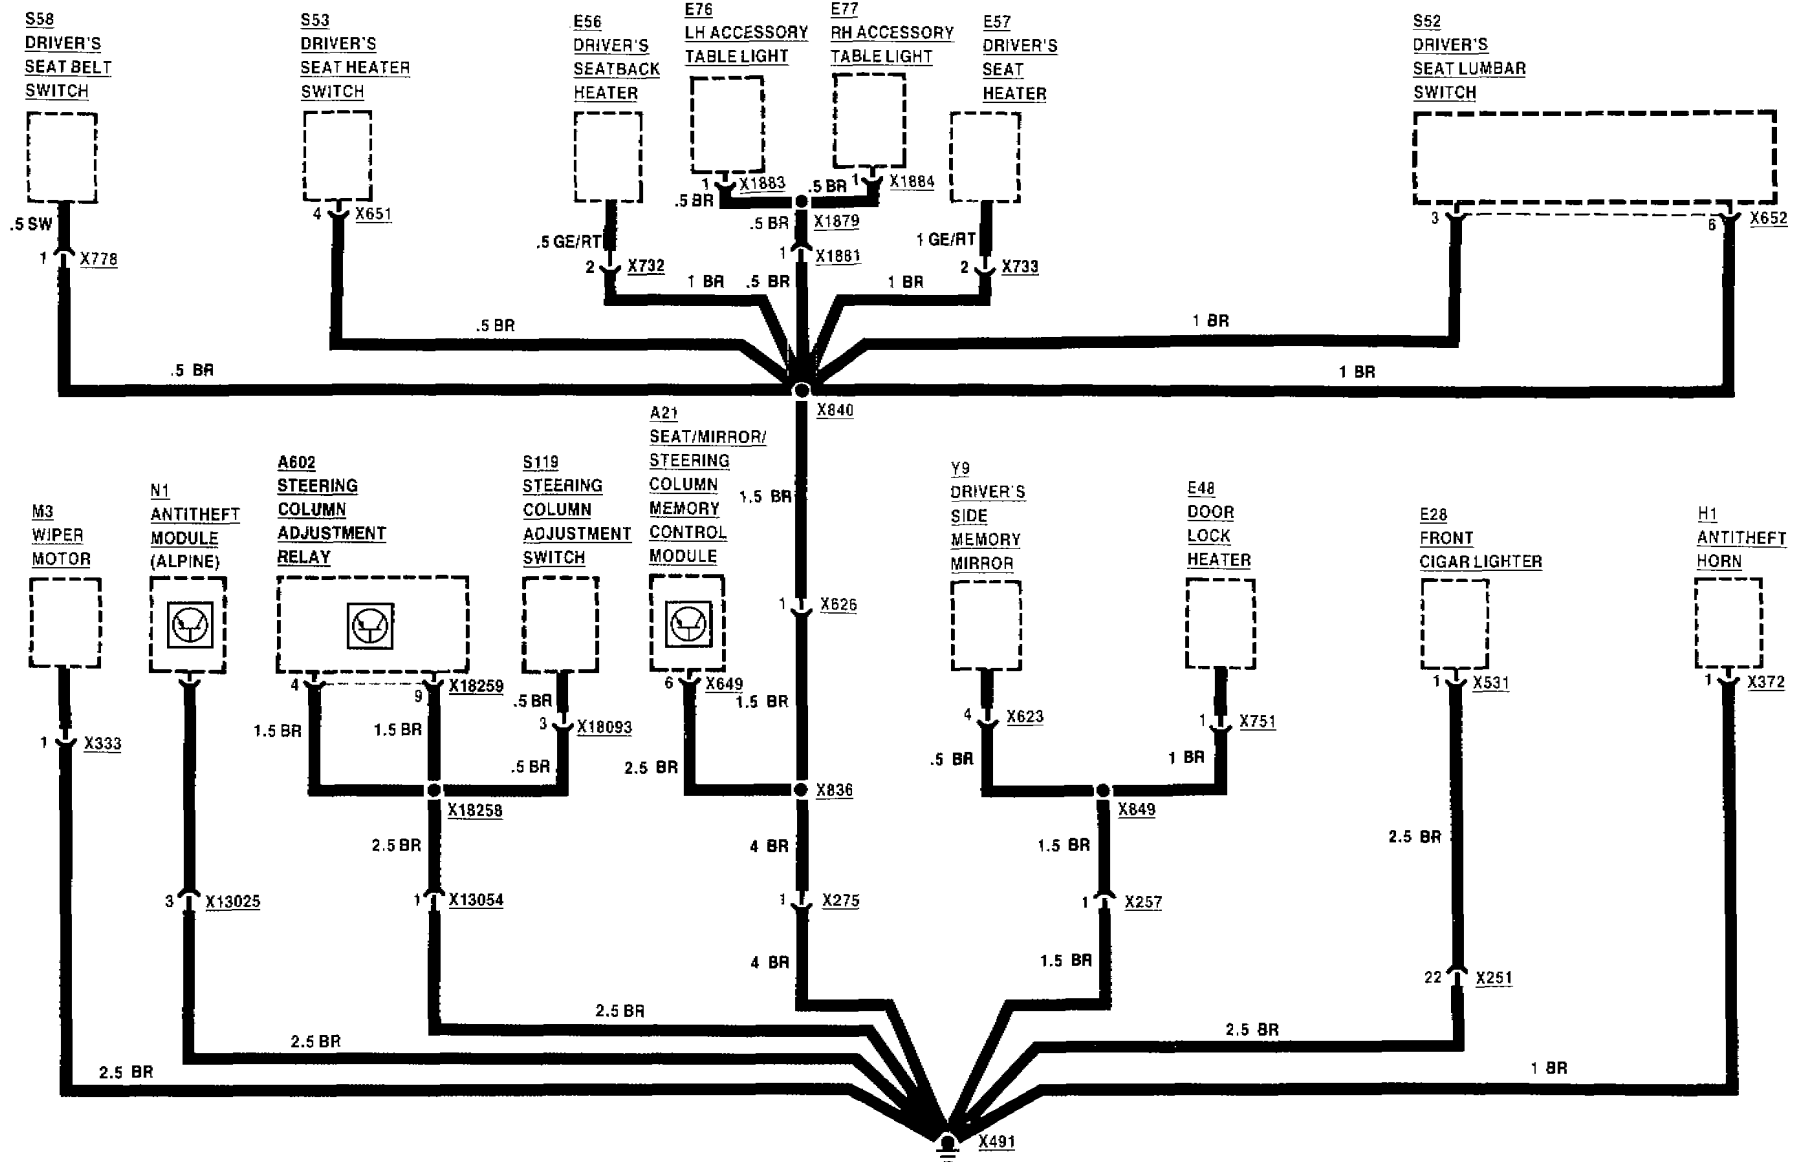 S58
DRIVER'S
SEAT BELT
SWITCH
S53
DRIVER'S
SEAT HEATER
SWITCH
E56
DRIVER'S
SEATBACK
HEATER
E76
LH ACCESSORY
TABLE LIGHT
E77
RH ACCESSORY
TABLE LIGHT
E57
DRIVER'S
SEAT
HEATER
S52
DRIVER'S
SEAT LUMBAR
SWITCH
.5 SW
1 X778
4 X651
.5 GE/RT
2 X732
1 X1883
.5 BR
.5 BR
1 X1884
.5 BR X1879
1 X1881
1 GE/RT
2 X733
3
6 X652
1 BR
.5 BR
1 BR
.5 BR
1 BR
.5 BR
1 BR
X840
M3
WIPER
MOTOR
N1
ANTITHEFT
MODULE
(ALPINE)
A602
STEERING
COLUMN
ADJUSTMENT
RELAY
S119
STEERING
COLUMN
ADJUSTMENT
SWITCH
A21
SEAT/MIRROR/
STEERING
COLUMN
MEMORY
CONTROL
MODULE
1.5 BR
1 X626
Y9
DRIVER'S
SIDE
MEMORY
MIRROR
E48
DOOR
LOCK
HEATER
E28
FRONT
CIGAR LIGHTER
H1
ANTITHEFT
HORN
4
9 X18259
.5 BR
6 X649
1.5 BR
1 X531
1 X372
1.5 BR
1.5 BR
3 X18093
4 X623
1 X751
1 X333
.5 BR
2.5 BR
.5 BR
1 BR
X18258
X836
X849
2.5 BR
4 BR
1.5 BR
2.5 BR
3 X13025
1 X13054
1 X275
1 X257
4 BR
1.5 BR
22 X251
2.5 BR
2.5 BR
2.5 BR
2.5 BR
1 BR
X491